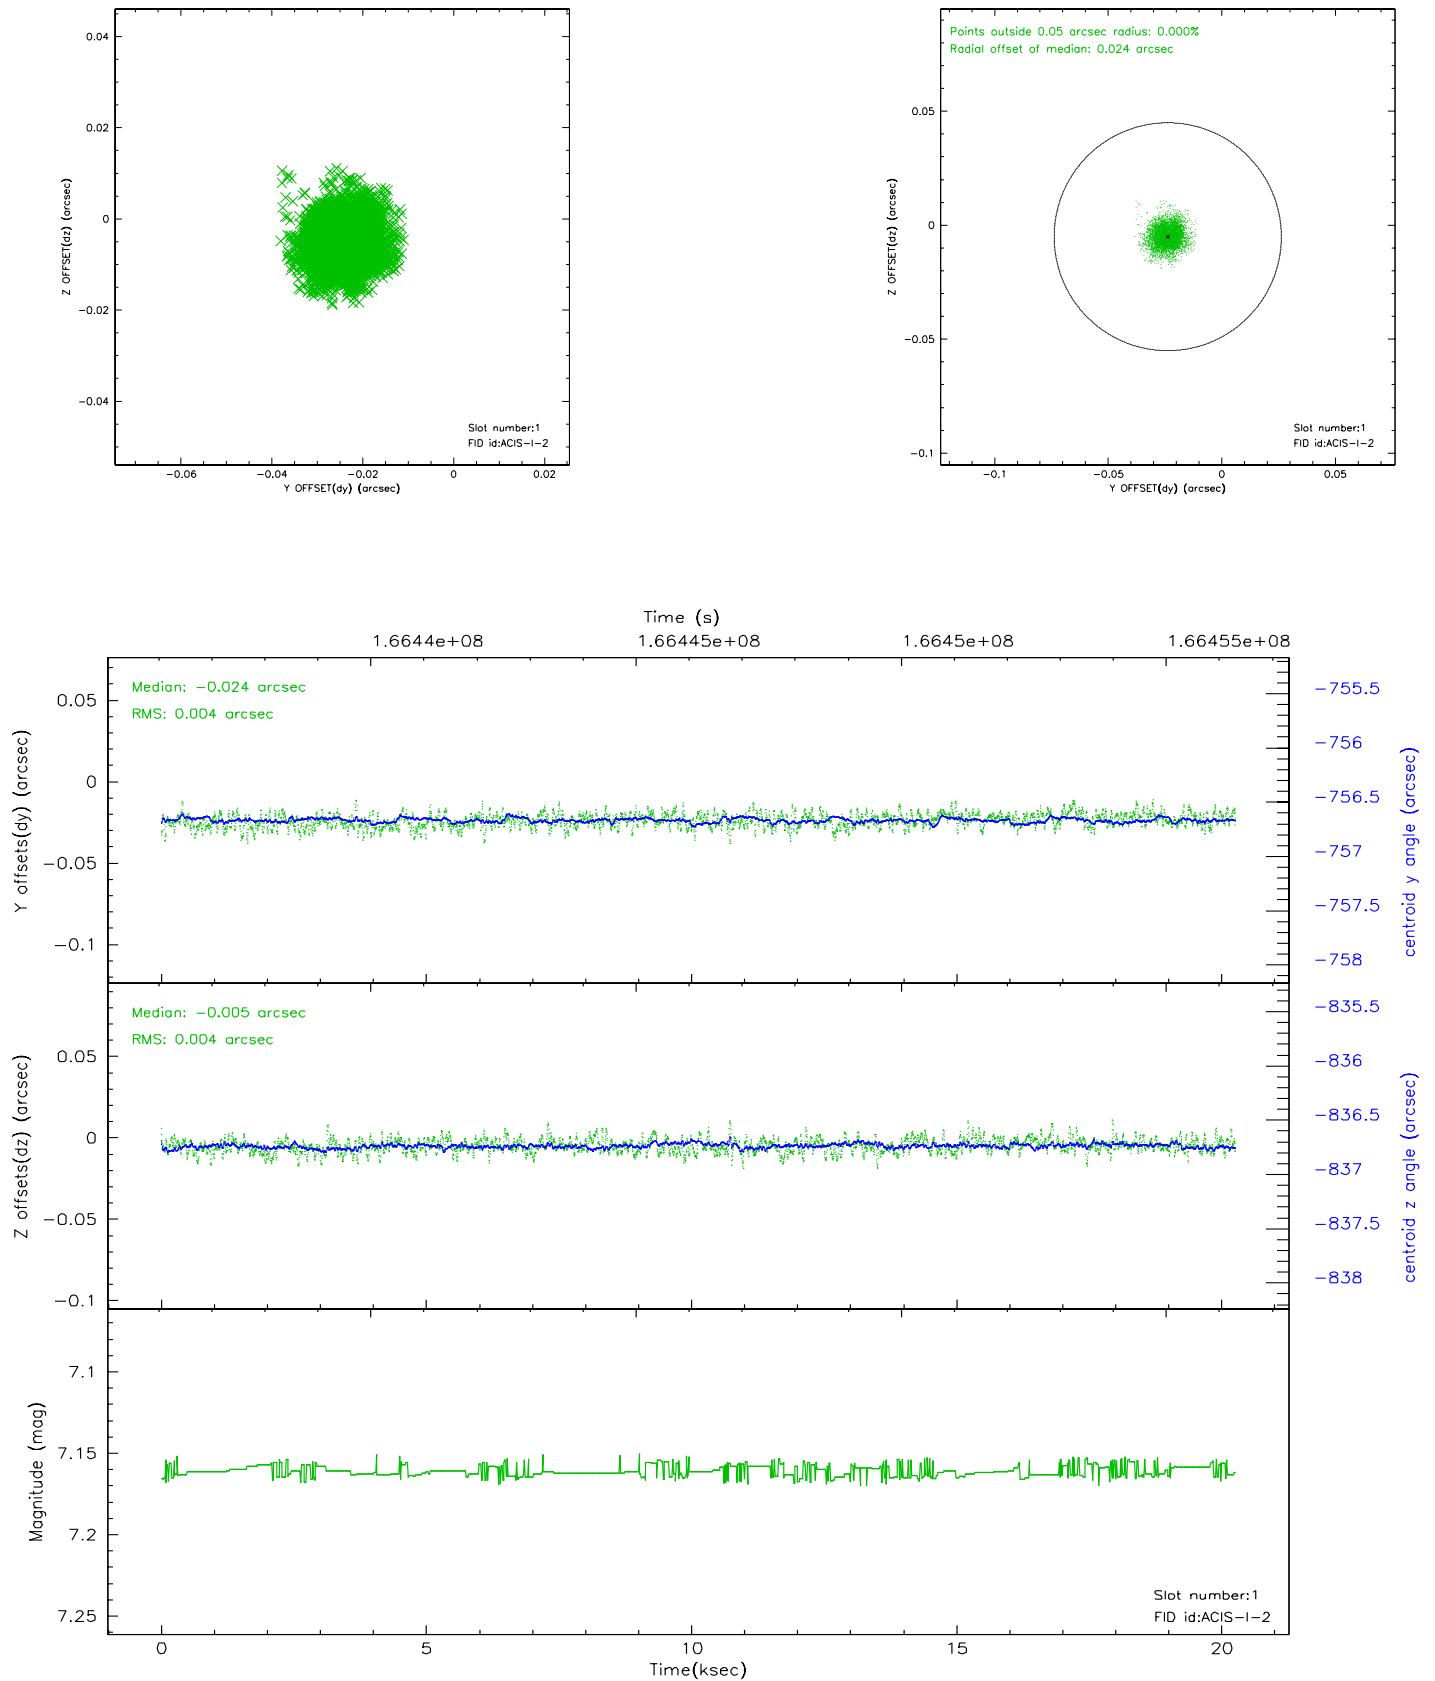 0.04
0.02
0
−0.02
−0.04
Z OFFSET(dz) (arcsec)
Slot number:1
FID id:ACIS−I−2
−0.06
−0.04
−0.02
0
0.02
Y OFFSET(dy) (arcsec)
Points outside 0.05 arcsec radius: 0.000%
Radial offset of median: 0.024 arcsec
0.05
0
−0.05
−0.1
Z OFFSET(dz) (arcsec)
Slot number:1
FID id:ACIS−I−2
−0.1
−0.05
0
0.05
Y OFFSET(dy) (arcsec)
Time (s)
1.6644e+08
1.66445e+08
1.6645e+08
1.66455e+08
Median: −0.024 arcsec
RMS: 0.004 arcsec
0.05
0
−0.05
−0.1
Y offsets(dy) (arcsec)
−755.5
−756
−756.5
−757
−757.5
−758
centroid y angle (arcsec)
Median: −0.005 arcsec
RMS: 0.004 arcsec
0.05
0
−0.05
−0.1
Z offsets(dz) (arcsec)
−835.5
−836
−836.5
−837
−837.5
−838
centroid z angle (arcsec)
7.1
7.15
7.2
7.25
Magnitude (mag)
Slot number:1
FID id:ACIS−I−2
0
5
10
15
20
Time(ksec)